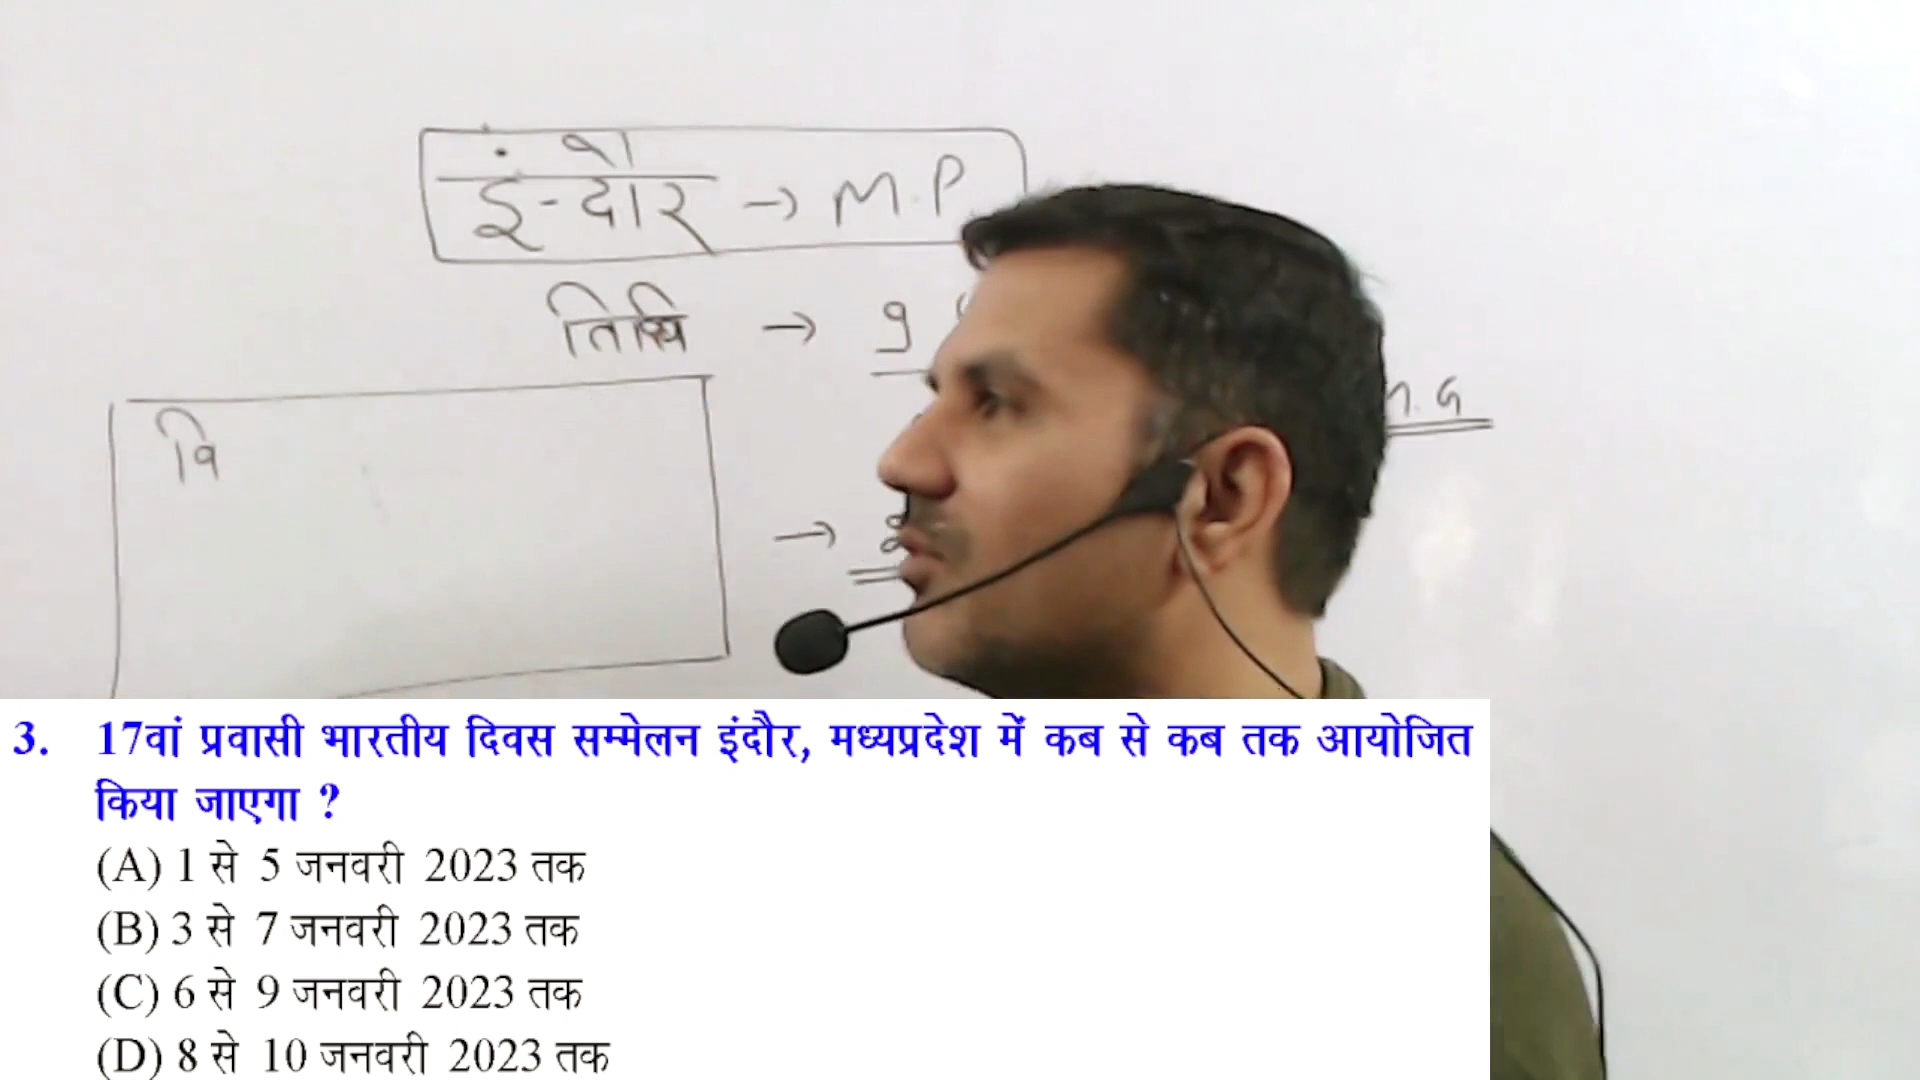 इं-दौर → M.P.
तिथि → 9
M.G
वि
→
3. 17वां प्रवासी भारतीय दिवस सम्मेलन इंदौर, मध्यप्रदेश में कब से कब तक आयोजित
किया जाएगा ?
(A) 1 से 5 जनवरी 2023 तक
(B) 3 से 7 जनवरी 2023 तक
(C) 6 से 9 जनवरी 2023 तक
(D) 8 से 10 जनवरी 2023 तक